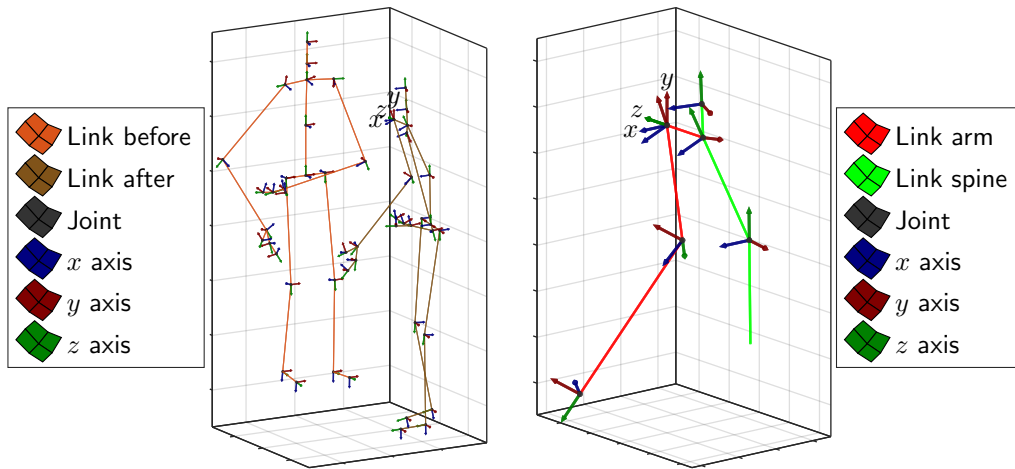 Link before
Link after
Joint
x axis
y axis
z axis
y
z
x
y
z
x
Link arm
Link spine
Joint
x axis
y axis
z axis